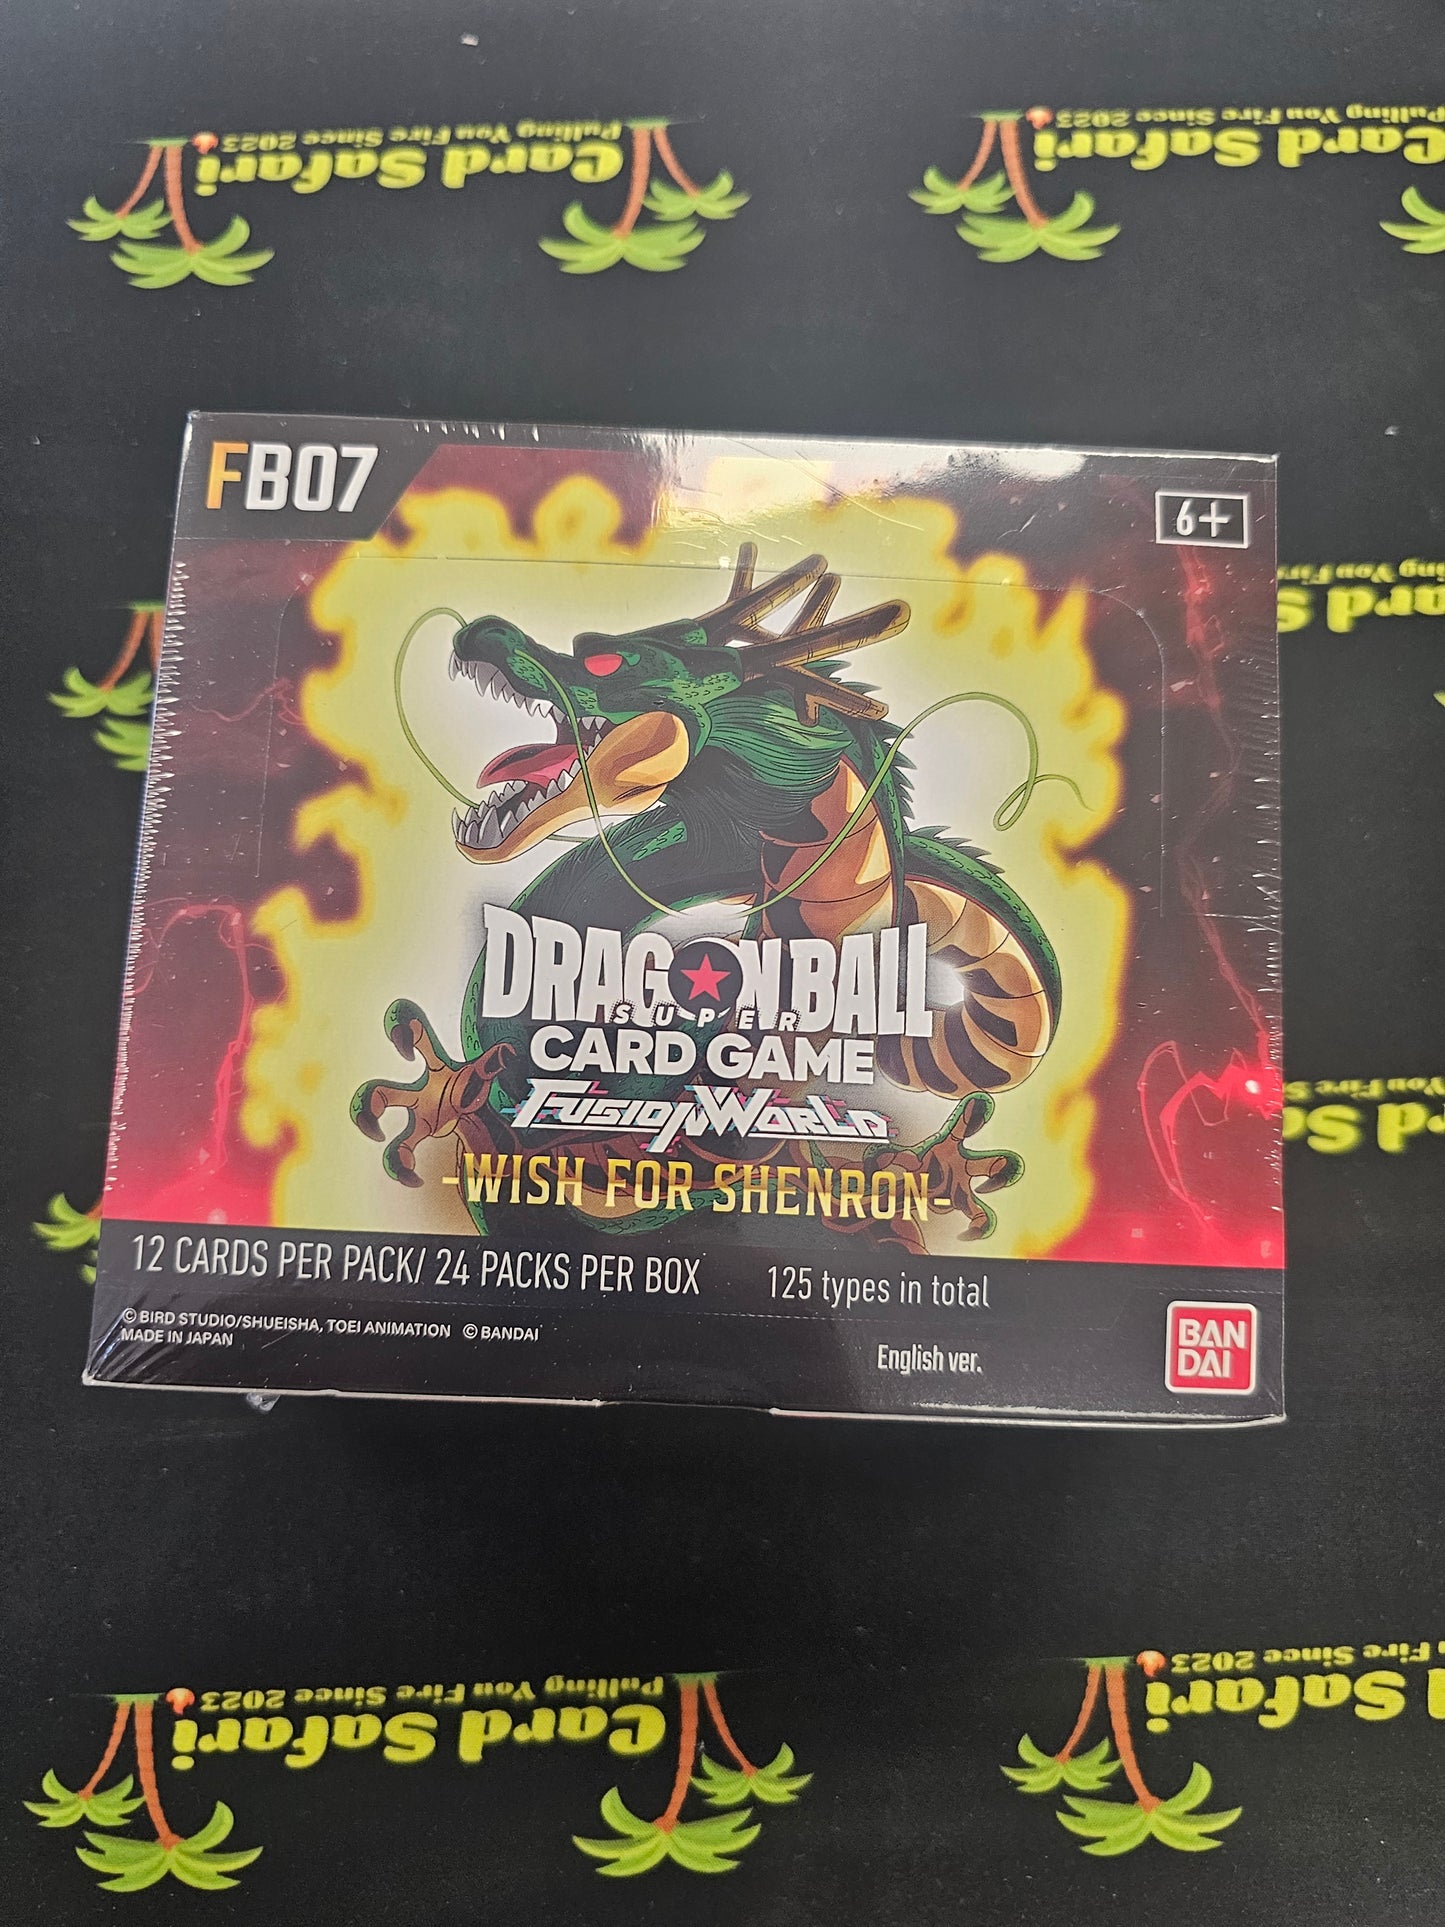 Card Safari
Pulling You Fire Since 2023
Card Safari
Pulling You Fire Since 2023
FB07
6+
DRAGON BALL
SUPER
CARD GAME
FUSION WORLD
-WISH FOR SHENRON-
12 CARDS PER PACK/ 24 PACKS PER BOX
125 types in total
© BIRD STUDIO/SHUEISHA, TOEI ANIMATION © BANDAI
MADE IN JAPAN
English ver.
BAN
DAI
Card Safari
Pulling You Fire Since 2023